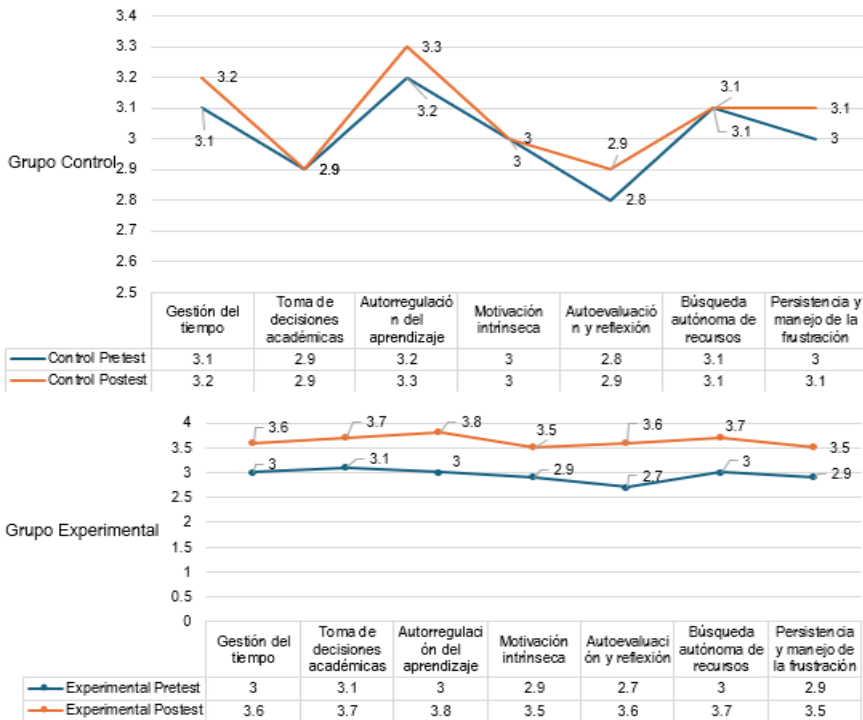 3.4
3.3
3.2
3.1
3
2.9
2.8
2.7
2.6
2.5
Grupo Control
3.2
3.1
2.9
3.3
3.2
3
3
2.9
2.8
3.1
3.1
3.1
3
Gestión del tiempo
Toma de decisiones académicas
Autorregulació n del aprendizaje
Motivación intrínseca
Autoevaluació n y reflexión
Búsqueda autónoma de recursos
Persistencia y manejo de la frustración
Control Pretest 3.1 2.9 3.2 3 2.8 3.1 3
Control Postest 3.2 2.9 3.3 3 2.9 3.1 3.1
4
3.5
3
2.5
2
1.5
1
0.5
0
Grupo Experimental
3.6 3.7 3.8 3.5 3.6 3.7 3.5
3 3.1 3 2.9 2.7 3 2.9
Gestión del tiempo
Toma de decisiones académicas
Autorregulaci ón del aprendizaje
Motivación intrínseca
Autoevaluaci ón y reflexión
Búsqueda autónoma de recursos
Persistencia y manejo de la frustración
Experimental Pretest 3 3.1 3 2.9 2.7 3 2.9
Experimental Postest 3.6 3.7 3.8 3.5 3.6 3.7 3.5